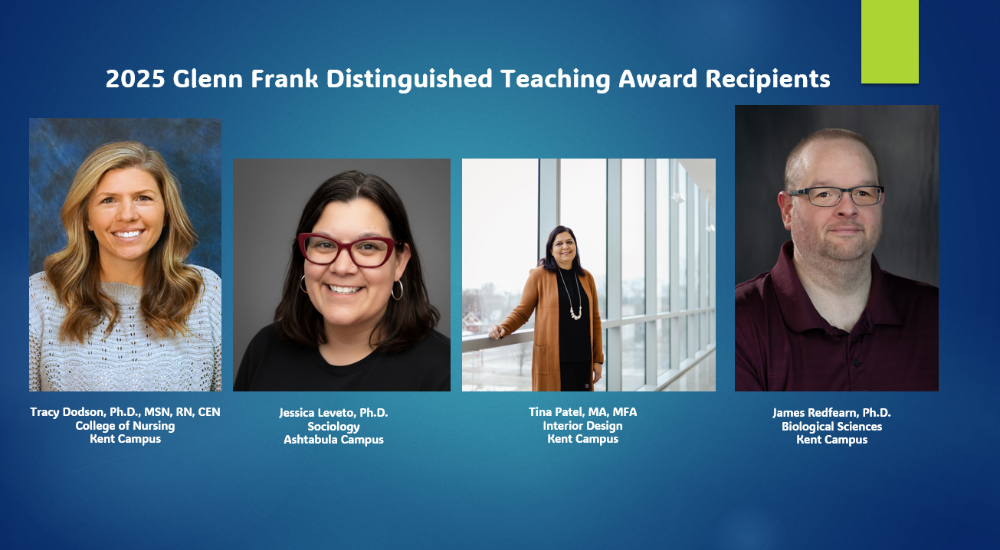 2025 Glenn Frank Distinguished Teaching Award Recipients
Tracy Dodson, Ph.D., MSN, RN, CEN
College of Nursing
Kent Campus
Jessica Leveto, Ph.D.
Sociology
Ashtabula Campus
Tina Patel, MA, MFA
Interior Design
Kent Campus
James Redfearn, Ph.D.
Biological Sciences
Kent Campus